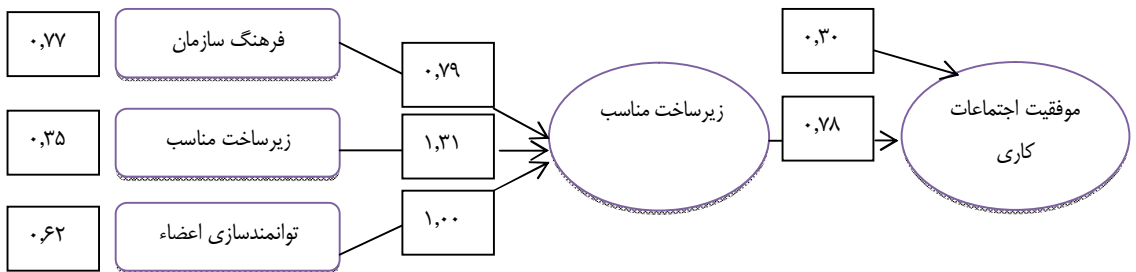 ۰,۷۷
فرهنگ سازمان
۰,۷۹
۰,۳۰
۰,۳۵
زیرساخت مناسب
۱,۳۱
زیرساخت مناسب
۰,۷۸
موفقیت اجتماعات
کاری
۰,۶۲
توانمندسازی اعضاء
۱,۰۰